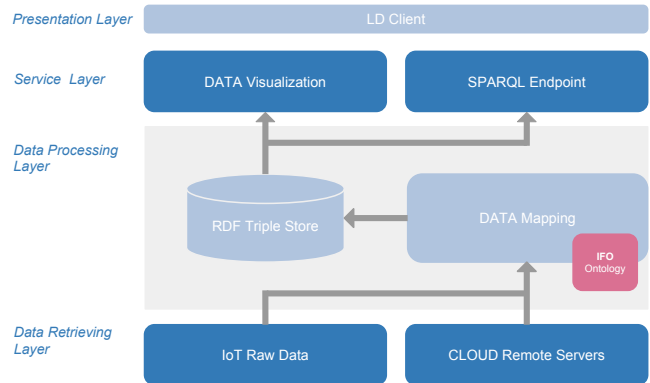 Presentation Layer
LD Client
Service Layer
DATA Visualization
SPARQL Endpoint
Data Processing
Layer
RDF Triple Store
DATA Mapping
IFO
Ontology
Data Retrieving
Layer
IoT Raw Data
CLOUD Remote Servers